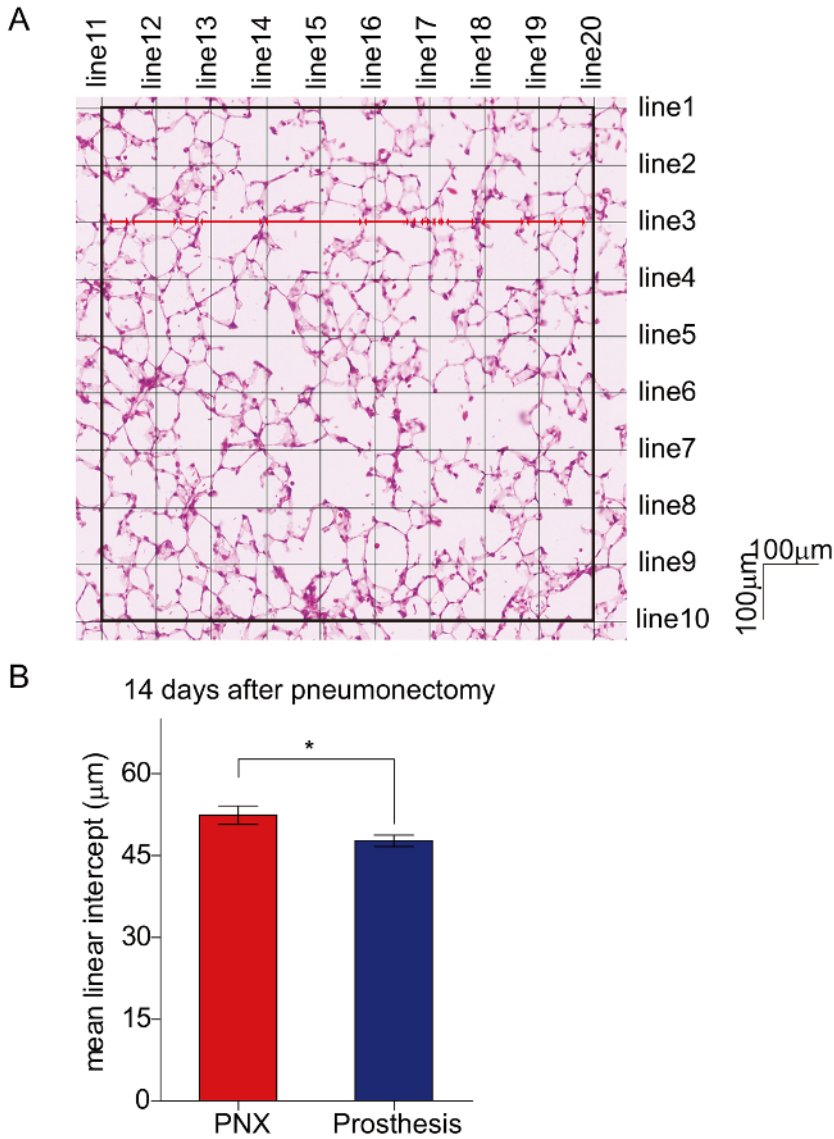 A
line11
line12
line13
line14
line15
line16
line17
line18
line19
line20
line1
line2
line3
line4
line5
line6
line7
line8
line9
line10
100μm
100μm
B
14 days after pneumonectomy
*
mean linear intercept (μm)
60
45
30
15
0
PNX
Prosthesis